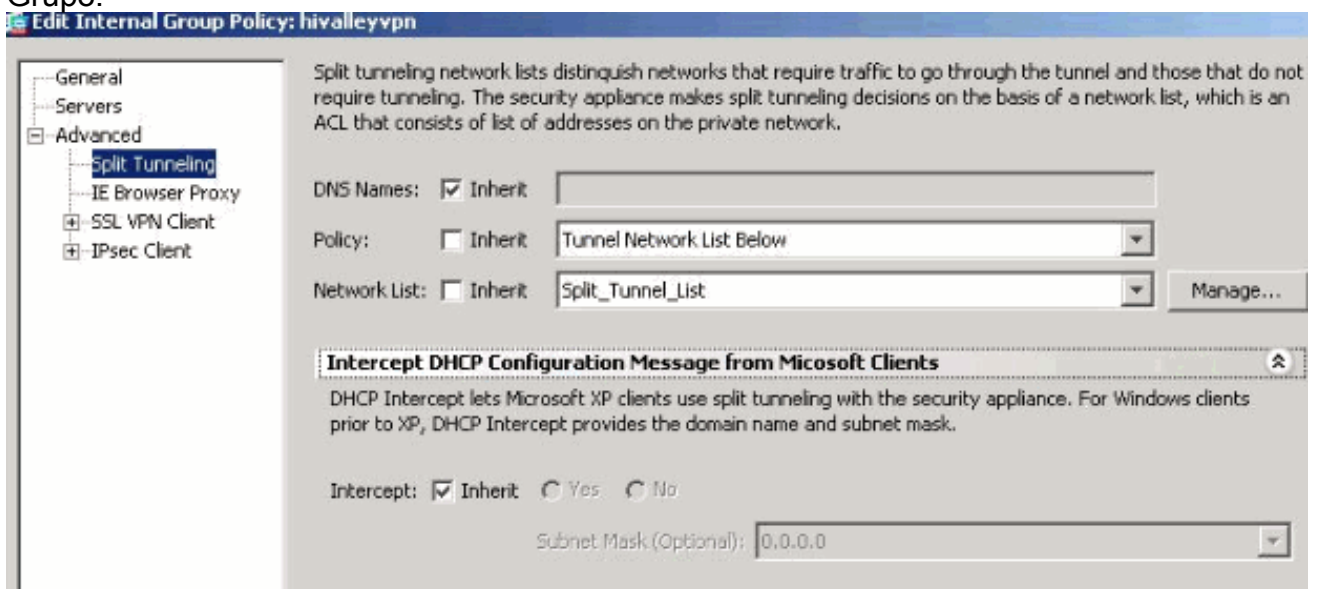 Grupo.
Edit Internal Group Policy: hivalleyvpn
General
Servers
Advanced
Split Tunneling
IE Browser Proxy
SSL VPN Client
IPsec Client
Split tunneling network lists distinguish networks that require traffic to go through the tunnel and those that do not
require tunneling. The security appliance makes split tunneling decisions on the basis of a network list, which is an
ACL that consists of list of addresses on the private network.
DNS Names: Inherit
Policy: Inherit Tunnel Network List Below
Network List: Inherit Split_Tunnel_List Manage...
Intercept DHCP Configuration Message from Micosoft Clients
DHCP Intercept lets Microsoft XP clients use split tunneling with the security appliance. For Windows clients
prior to XP, DHCP Intercept provides the domain name and subnet mask.
Intercept: Inherit Yes No
Subnet Mask (Optional): 0.0.0.0